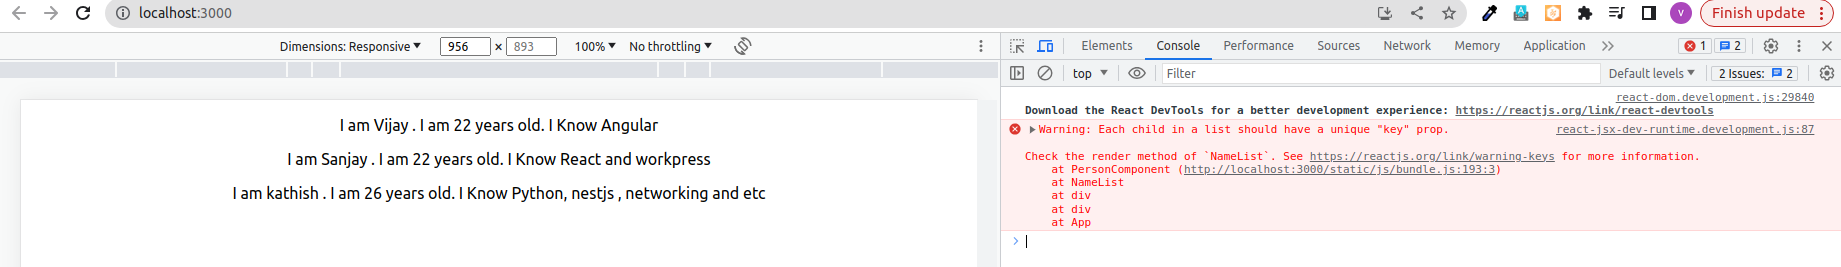 localhost:3000
V
Finish update
Dimensions: Responsive 956 × 893 100% No throttling
Elements Console Performance Sources Network Memory Application 1 2
top Filter Default levels 2 Issues: 2
I am Vijay . I am 22 years old. I Know Angular
I am Sanjay . I am 22 years old. I Know React and workpress
I am kathish . I am 26 years old. I Know Python, nestjs , networking and etc
react-dom.development.js:29840
Download the React DevTools for a better development experience: https://reactjs.org/link/react-devtools
Warning: Each child in a list should have a unique "key" prop. react-jsx-dev-runtime.development.js:87
Check the render method of `NameList`. See https://reactjs.org/link/warning-keys for more information.
at PersonComponent (http://localhost:3000/static/js/bundle.js:193:3)
at NameList
at div
at div
at App